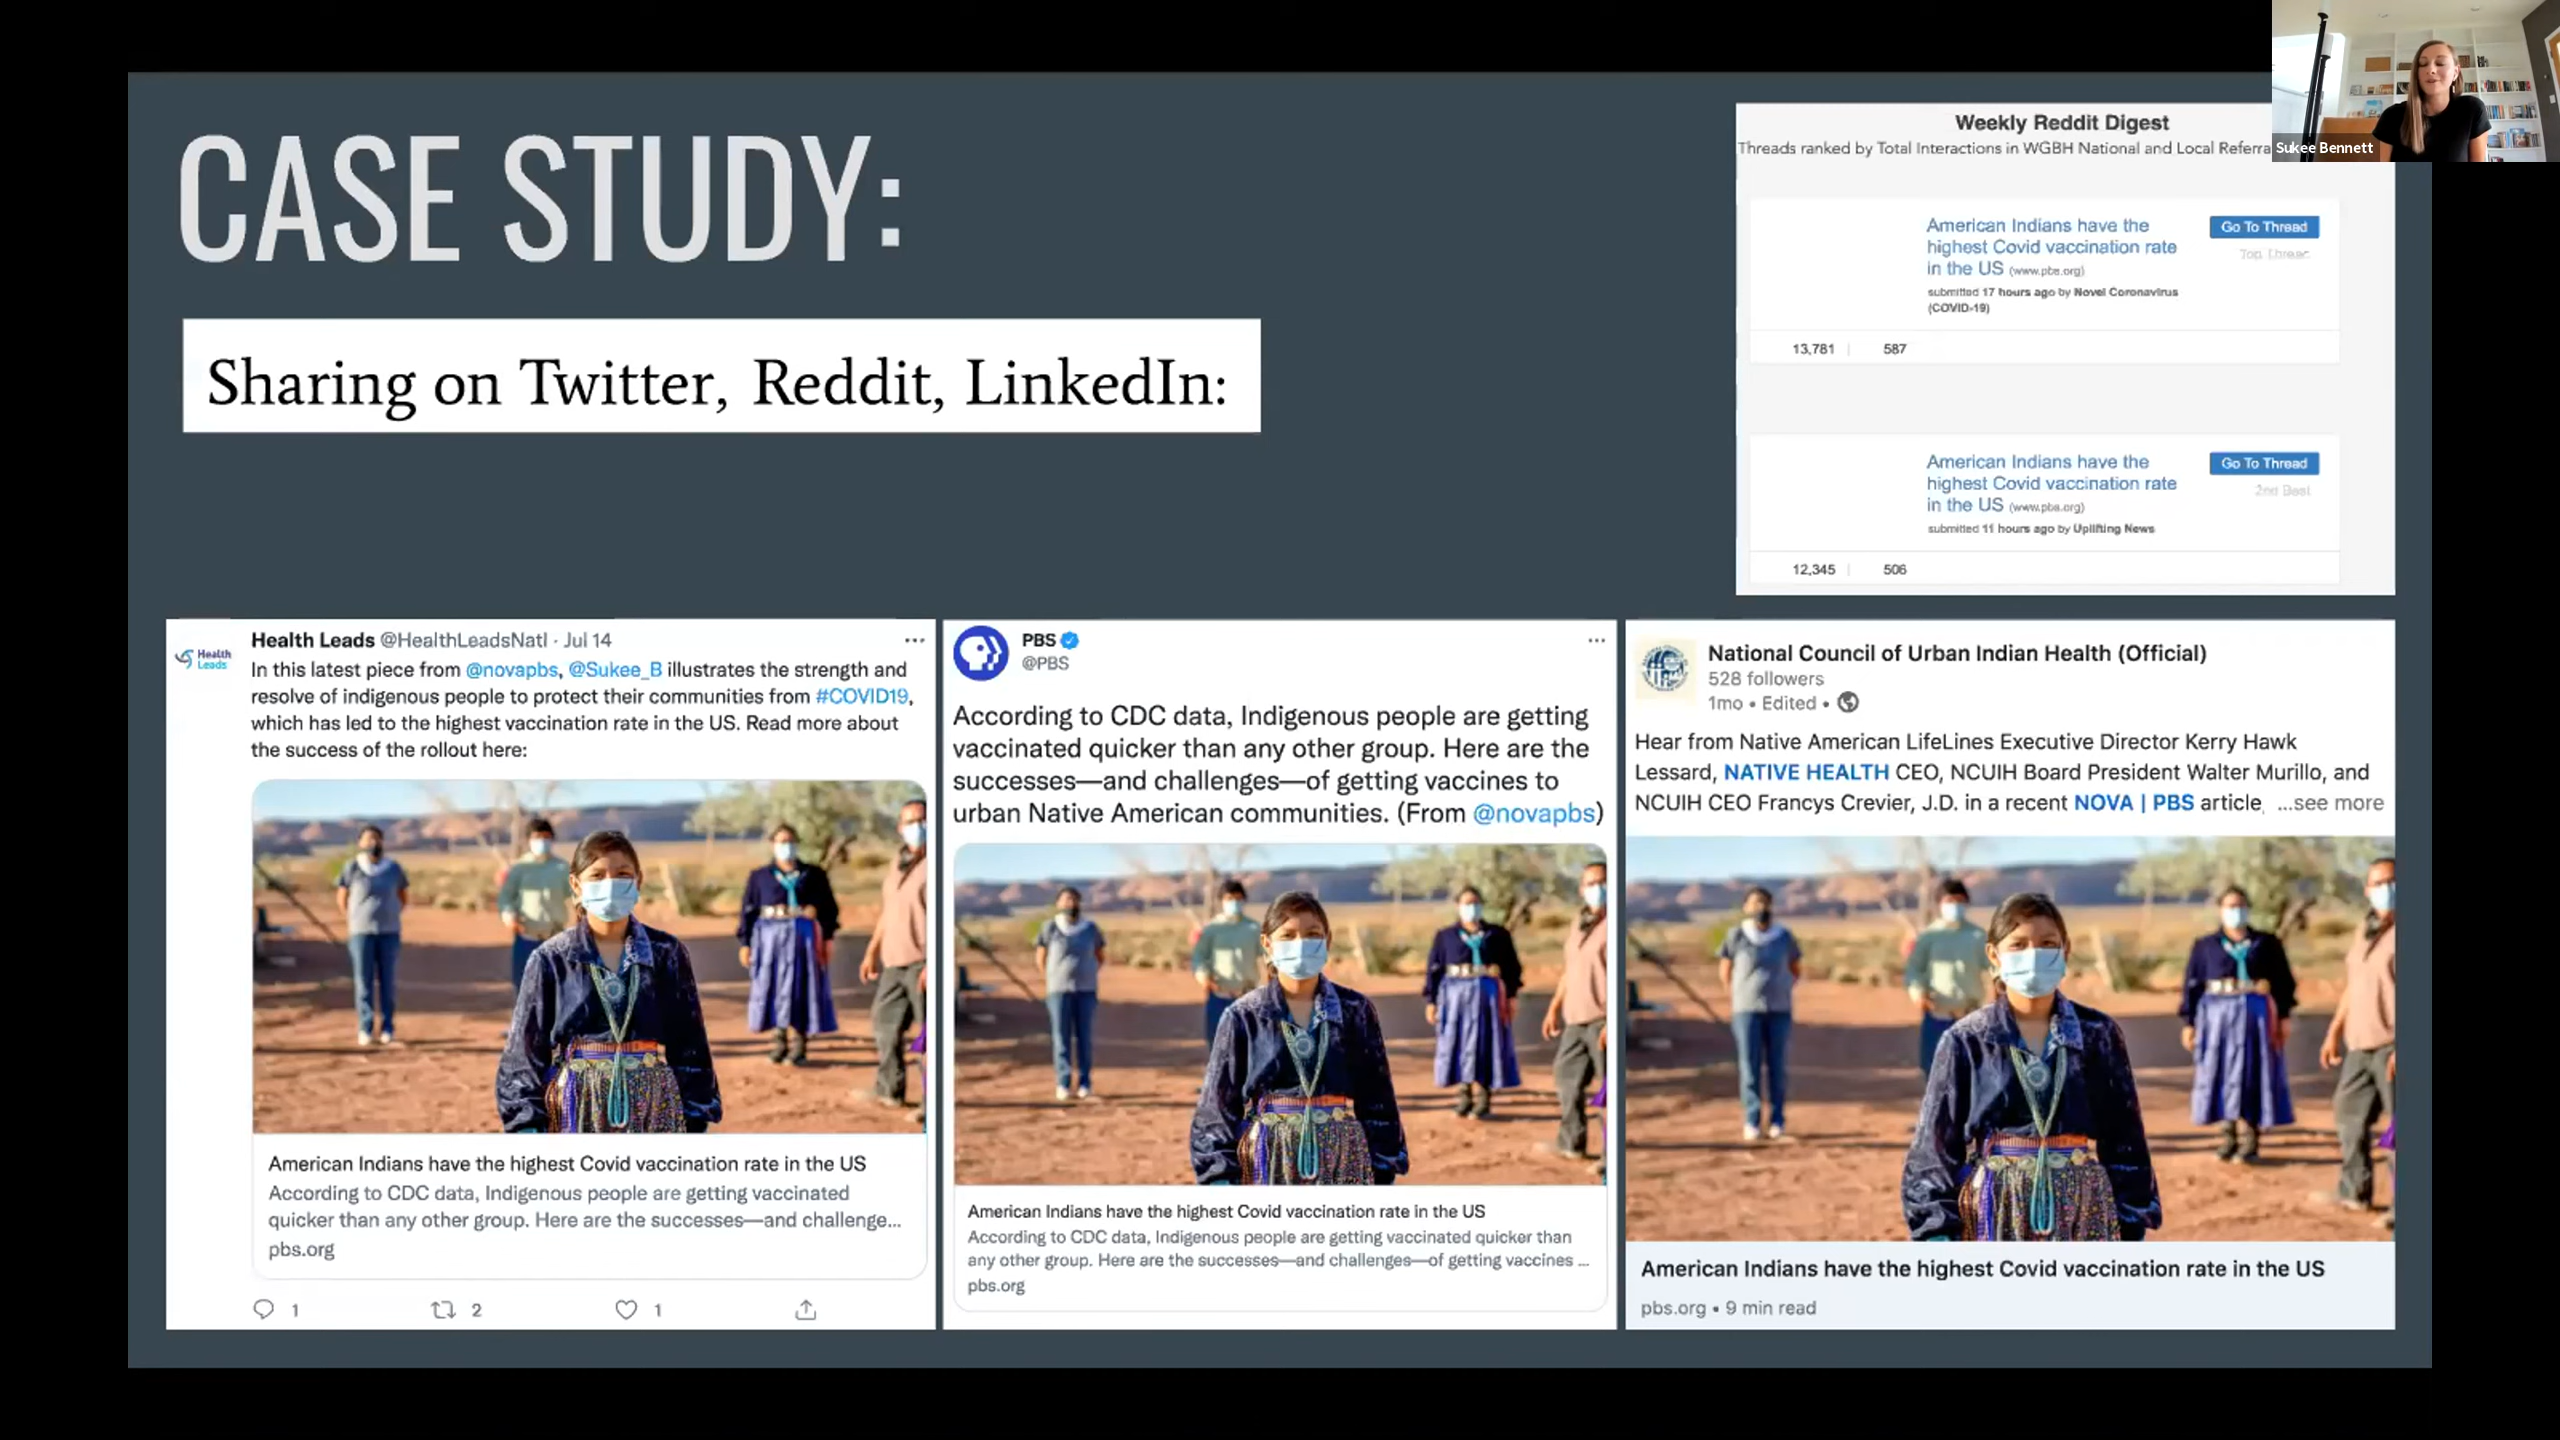 CASE STUDY:
Sharing on Twitter, Reddit, LinkedIn:
Weekly Reddit Digest
Threads ranked by Total Interactions in WGBH National and Local
American Indians have the
highest Covid vaccination rate
in the US (www.pbs.org)
submitted 17 hours ago by Novel Coronavirus
(COVID-19)
Go To Thread
Top Thread
13,781 | 587
American Indians have the
highest Covid vaccination rate
in the US (www.pbs.org)
submitted 11 hours ago by Uplifting News
Go To Thread
2nd Best
12,345 | 506
Sukee Bennett
Health Leads
Health Leads @HealthLeadsNatl · Jul 14
In this latest piece from @novapbs, @Sukee_B illustrates the strength and
resolve of indigenous people to protect their communities from #COVID19,
which has led to the highest vaccination rate in the US. Read more about
the success of the rollout here:
American Indians have the highest Covid vaccination rate in the US
According to CDC data, Indigenous people are getting vaccinated
quicker than any other group. Here are the successes—and challenge...
pbs.org
1 2 1
PBS
@PBS
According to CDC data, Indigenous people are getting
vaccinated quicker than any other group. Here are the
successes—and challenges—of getting vaccines to
urban Native American communities. (From @novapbs)
American Indians have the highest Covid vaccination rate in the US
According to CDC data, Indigenous people are getting vaccinated quicker than
any other group. Here are the successes—and challenges—of getting vaccines ...
pbs.org
National Council of Urban Indian Health (Official)
528 followers
1mo • Edited •
Hear from Native American LifeLines Executive Director Kerry Hawk
Lessard, NATIVE HEALTH CEO, NCUIH Board President Walter Murillo, and
NCUIH CEO Francys Crevier, J.D. in a recent NOVA | PBS article, ...see more
American Indians have the highest Covid vaccination rate in the US
pbs.org • 9 min read